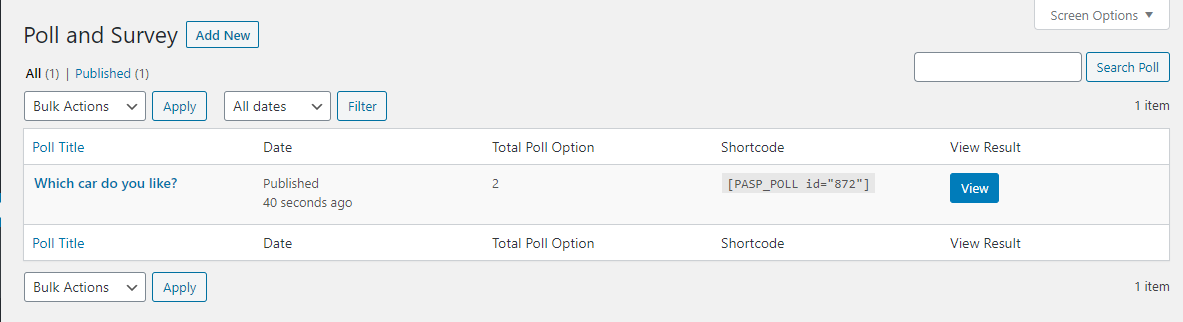 Screen Options
Poll and Survey Add New
All (1) | Published (1)
Search Poll
Bulk Actions Apply All dates Filter 1 item
Poll Title Date Total Poll Option Shortcode View Result
Which car do you like? Published 2 [PASP_POLL id="872"] View
40 seconds ago
Poll Title Date Total Poll Option Shortcode View Result
Bulk Actions Apply 1 item